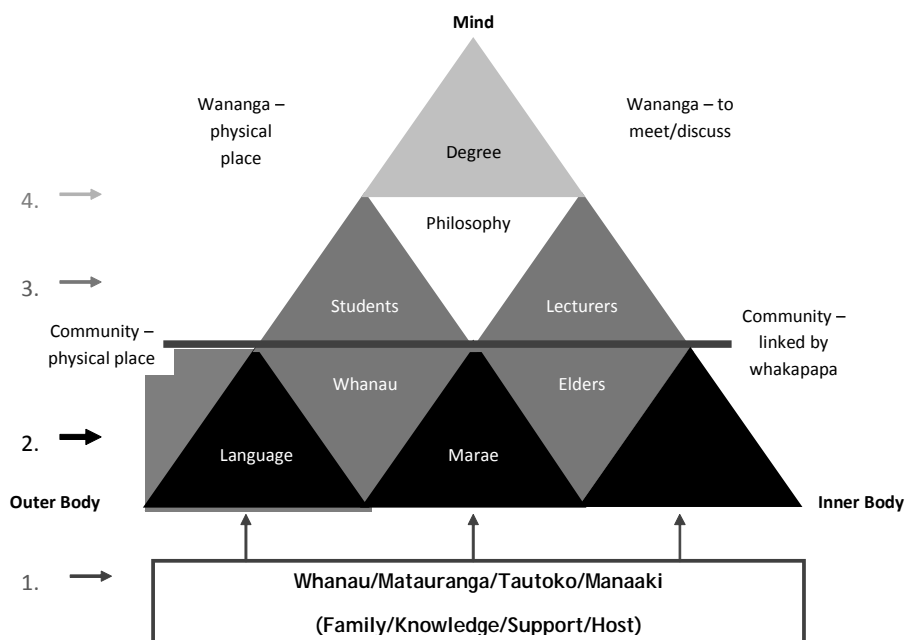 Mind
Wananga –
physical
place
Wananga – to
meet/discuss
Degree
4.
Philosophy
3.
Students
Lecturers
Community –
physical place
Community –
linked by
whakapapa
Whanau
Elders
2.
Language
Marae
Outer Body
Inner Body
1.
Whanau/Matauranga/Tautoko/Manaaki
(Family/Knowledge/Support/Host)